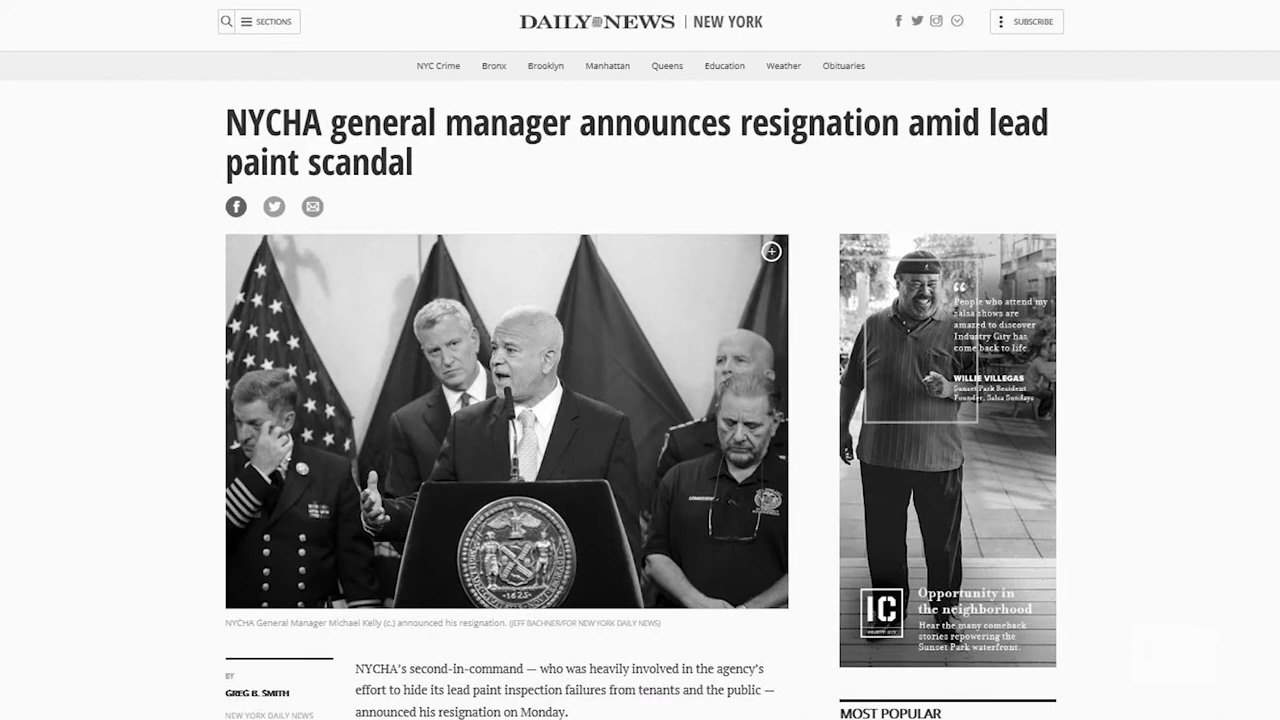 SECTIONS
DAILY NEWS | NEW YORK
SUBSCRIBE
NYC Crime Bronx Brooklyn Manhattan Queens Education Weather Obituaries
NYCHA general manager announces resignation amid lead
paint scandal
NYCHA General Manager Michael Kelly (c.) announced his resignation. (JEFF BACHNER/FOR NEW YORK DAILY NEWS)
BY
GREG B. SMITH
NEW YORK DAILY NEWS
NYCHA’s second-in-command — who was heavily involved in the agency’s
effort to hide its lead paint inspection failures from tenants and the public —
announced his resignation on Monday.
“
People who attend my
salsa shows are
amazed to discover
Industry City has
come back to life
WILLIE VILLEGAS
Sunset Park Resident
Founder, Salsa Sundays
IC
INDUSTRY CITY
Opportunity in
the neighborhood
Hear the many comeback
stories repowering the
Sunset Park waterfront.
MOST POPULAR
1625